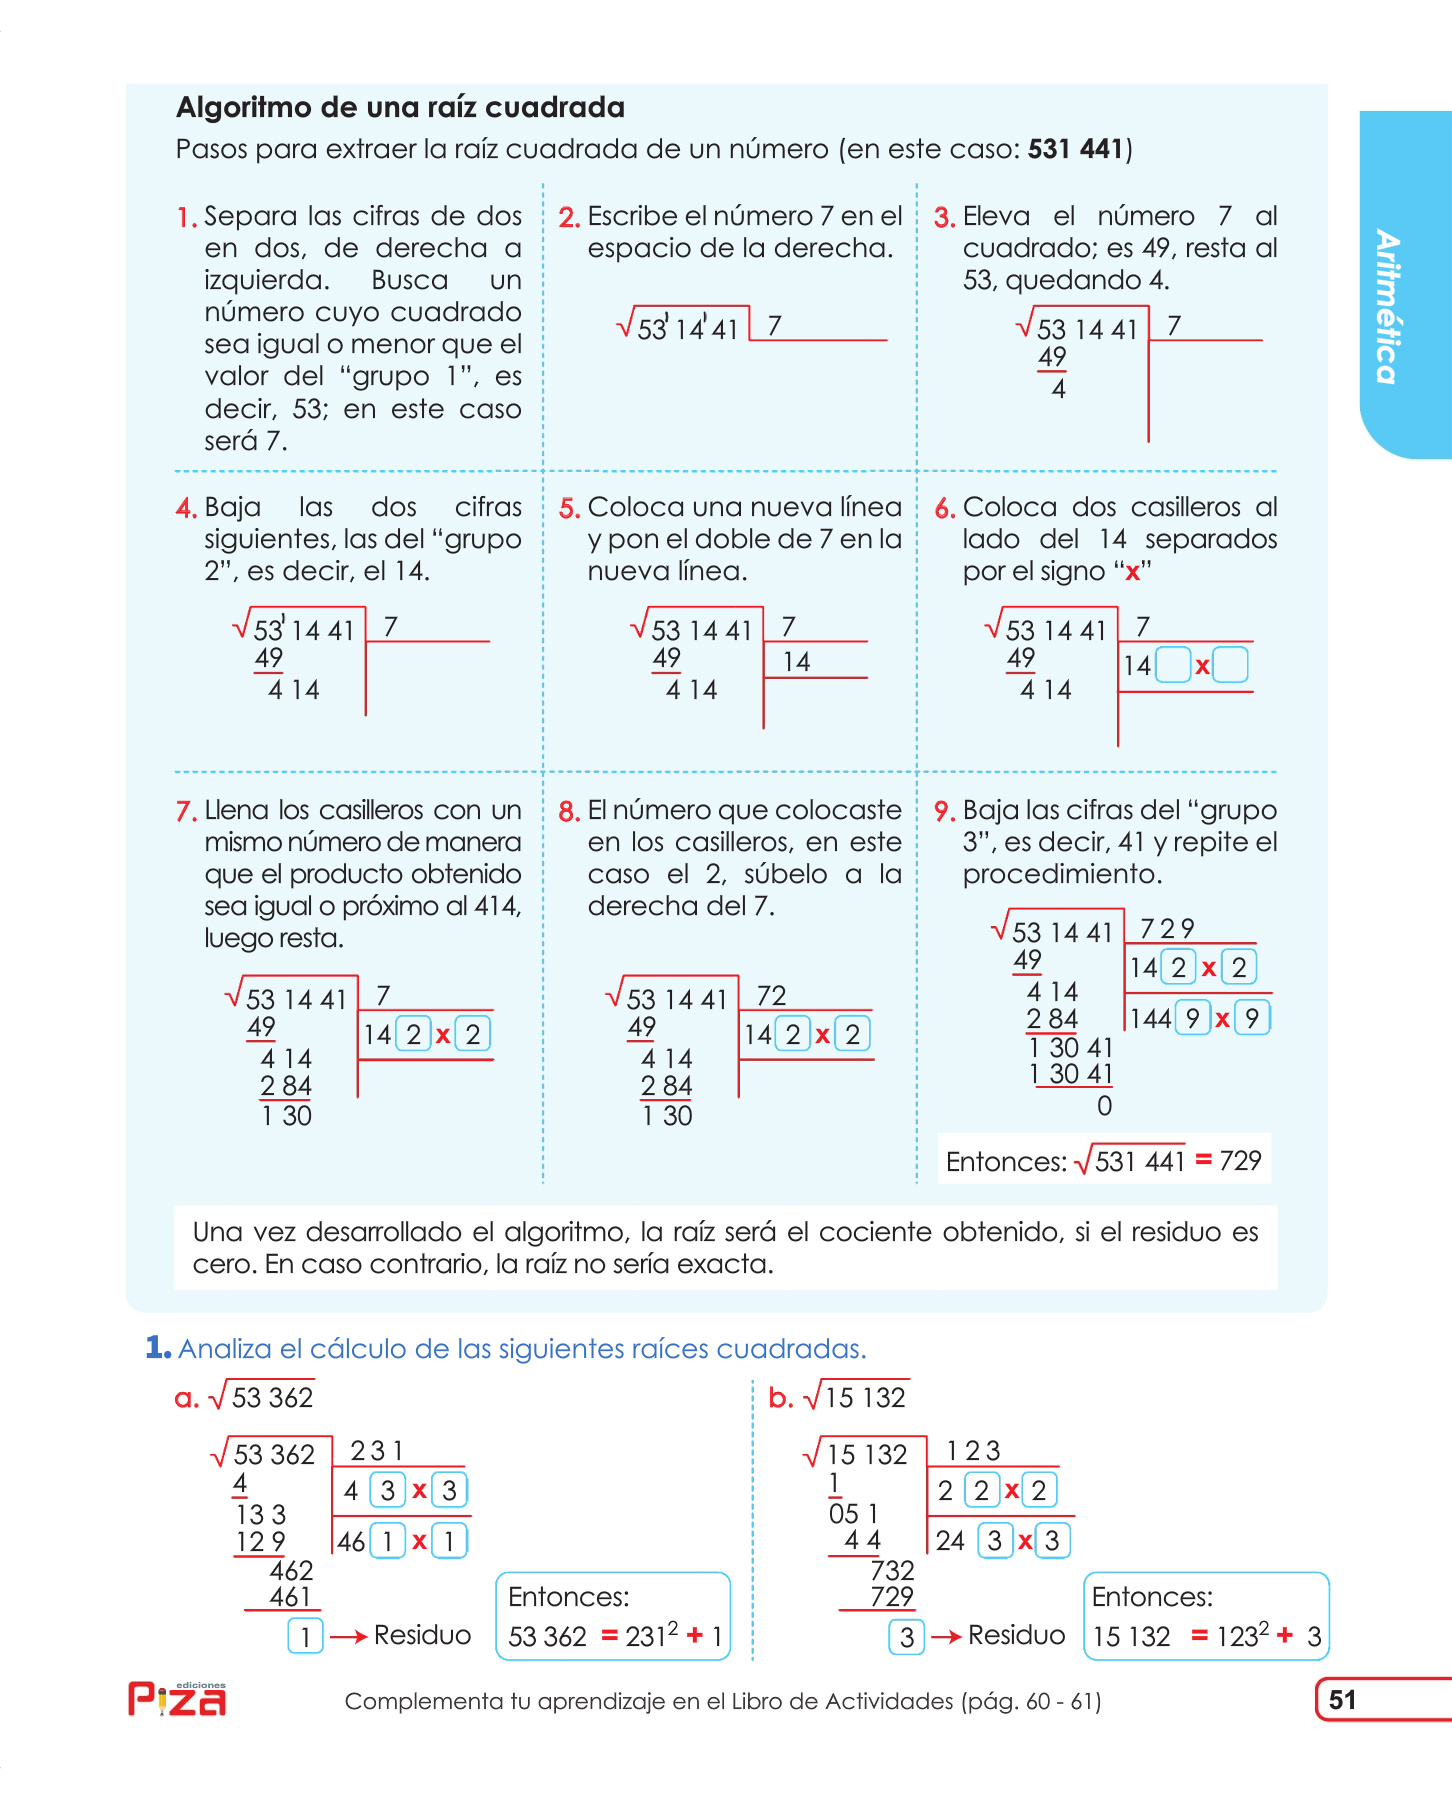 Algoritmo de una raíz cuadrada
Pasos para extraer la raíz cuadrada de un número (en este caso: 531 441)
Aritmética
1. Separa las cifras de dos
en dos, de derecha a
izquierda. Busca un
número cuyo cuadrado
sea igual o menor que el
valor del “grupo 1”, es
decir, 53; en este caso
será 7.
2. Escribe el número 7 en el
espacio de la derecha.
√53' 14' 41 7
3. Eleva el número 7 al
cuadrado; es 49, resta al
53, quedando 4.
√53 14 41 7
49
4
4. Baja las dos cifras
siguientes, las del “grupo
2”, es decir, el 14.
√53' 14 41 7
49
4 14
5. Coloca una nueva línea
y pon el doble de 7 en la
nueva línea.
√53 14 41 7
49 14
4 14
6. Coloca dos casilleros al
lado del 14 separados
por el signo “x”
√53 14 41 7
49 14 x
4 14
7. Llena los casilleros con un
mismo número de manera
que el producto obtenido
sea igual o próximo al 414,
luego resta.
√53 14 41 7
49 14 2 x 2
4 14
2 84
1 30
8. El número que colocaste
en los casilleros, en este
caso el 2, súbelo a la
derecha del 7.
√53 14 41 72
49 14 2 x 2
4 14
2 84
1 30
9. Baja las cifras del “grupo
3”, es decir, 41 y repite el
procedimiento.
√53 14 41 7 2 9
49 14 2 x 2
4 14
2 84 144 9 x 9
1 30 41
1 30 41
0
Entonces: √531 441 = 729
Una vez desarrollado el algoritmo, la raíz será el cociente obtenido, si el residuo es
cero. En caso contrario, la raíz no sería exacta.
1. Analiza el cálculo de las siguientes raíces cuadradas.
a. √53 362
√53 362 2 3 1
4 4 3 x 3
13 3
12 9 46 1 x 1
462
461
1 → Residuo
Entonces:
53 362 = 231² + 1
b. √15 132
√15 132 1 2 3
1 2 2 x 2
05 1
4 4 24 3 x 3
732
729
3 → Residuo
Entonces:
15 132 = 123² + 3
ediciones
Piza
Complementa tu aprendizaje en el Libro de Actividades (pág. 60 - 61)
51